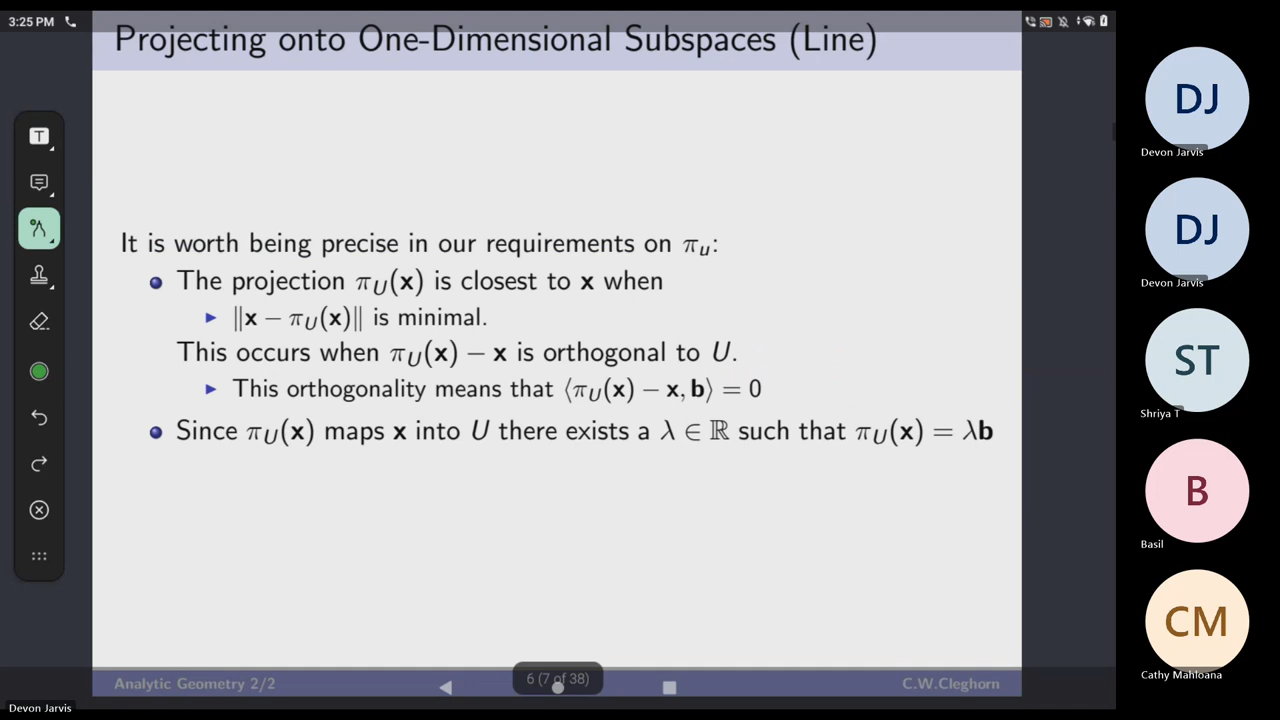 3:25 PM
Projecting onto One-Dimensional Subspaces (Line)
It is worth being precise in our requirements on π_u:
The projection π_U(x) is closest to x when
‖x − π_U(x)‖ is minimal.
This occurs when π_U(x) − x is orthogonal to U.
This orthogonality means that ⟨π_U(x) − x, b⟩ = 0
Since π_U(x) maps x into U there exists a λ ∈ ℝ such that π_U(x) = λb
Analytic Geometry 2/2
6 (7 of 38)
C.W.Cleghorn
Devon Jarvis
T
DJ
Devon Jarvis
DJ
Devon Jarvis
ST
Shriya T
B
Basil
CM
Cathy Mahloana